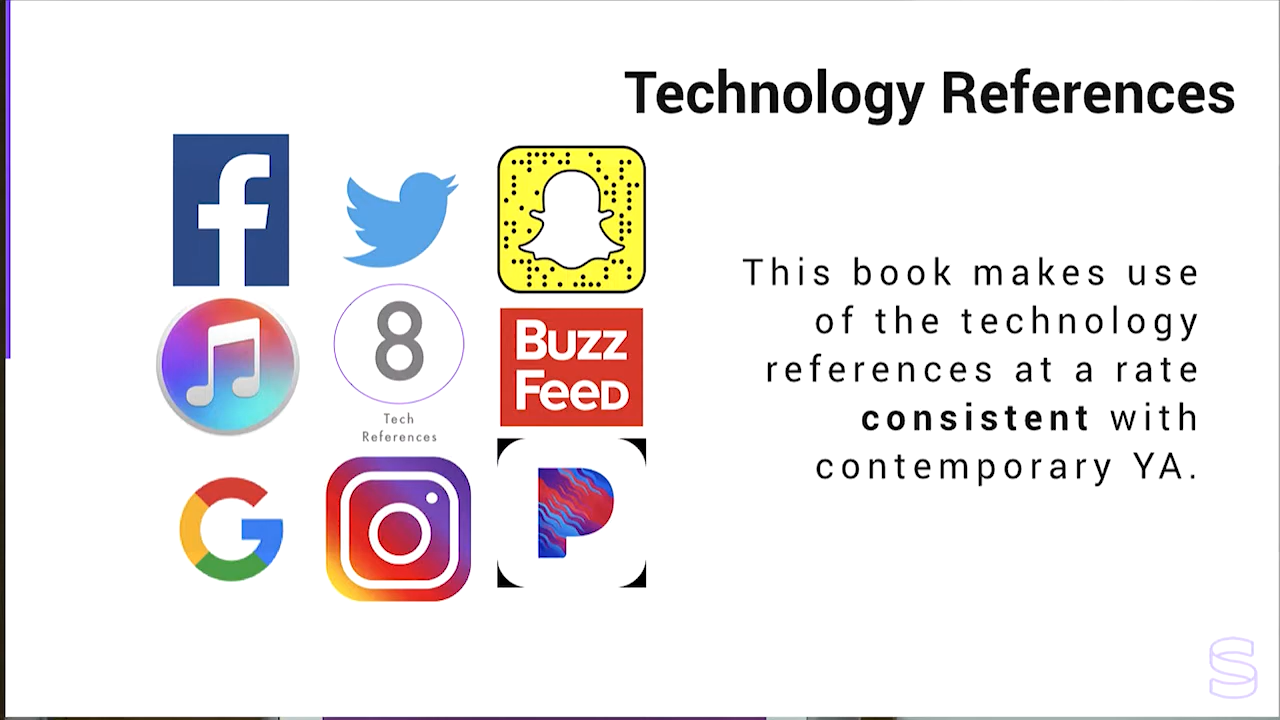 Technology References
8
Tech
References
Buzz
FeeD
This book makes use
of the technology
references at a rate
consistent with
contemporary YA.